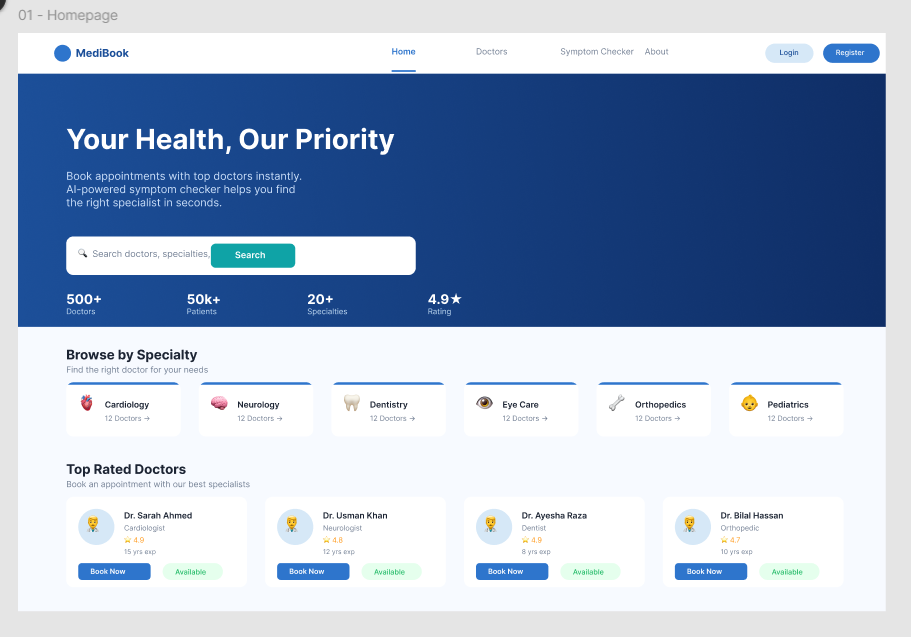 01 - Homepage
MediBook
Home Doctors Symptom Checker About
Login Register
Your Health, Our Priority
Book appointments with top doctors instantly.
AI-powered symptom checker helps you find
the right specialist in seconds.
🔍 Search doctors, specialties, Search
500+ 50k+ 20+ 4.9★
Doctors Patients Specialties Rating
Browse by Specialty
Find the right doctor for your needs
Cardiology Neurology Dentistry Eye Care Orthopedics Pediatrics
12 Doctors → 12 Doctors → 12 Doctors → 12 Doctors → 12 Doctors → 12 Doctors →
Top Rated Doctors
Book an appointment with our best specialists
Dr. Sarah Ahmed Dr. Usman Khan Dr. Ayesha Raza Dr. Bilal Hassan
Cardiologist Neurologist Dentist Orthopedic
⭐ 4.9 ⭐ 4.8 ⭐ 4.9 ⭐ 4.7
15 yrs exp 12 yrs exp 8 yrs exp 10 yrs exp
Book Now Available Book Now Available Book Now Available Book Now Available